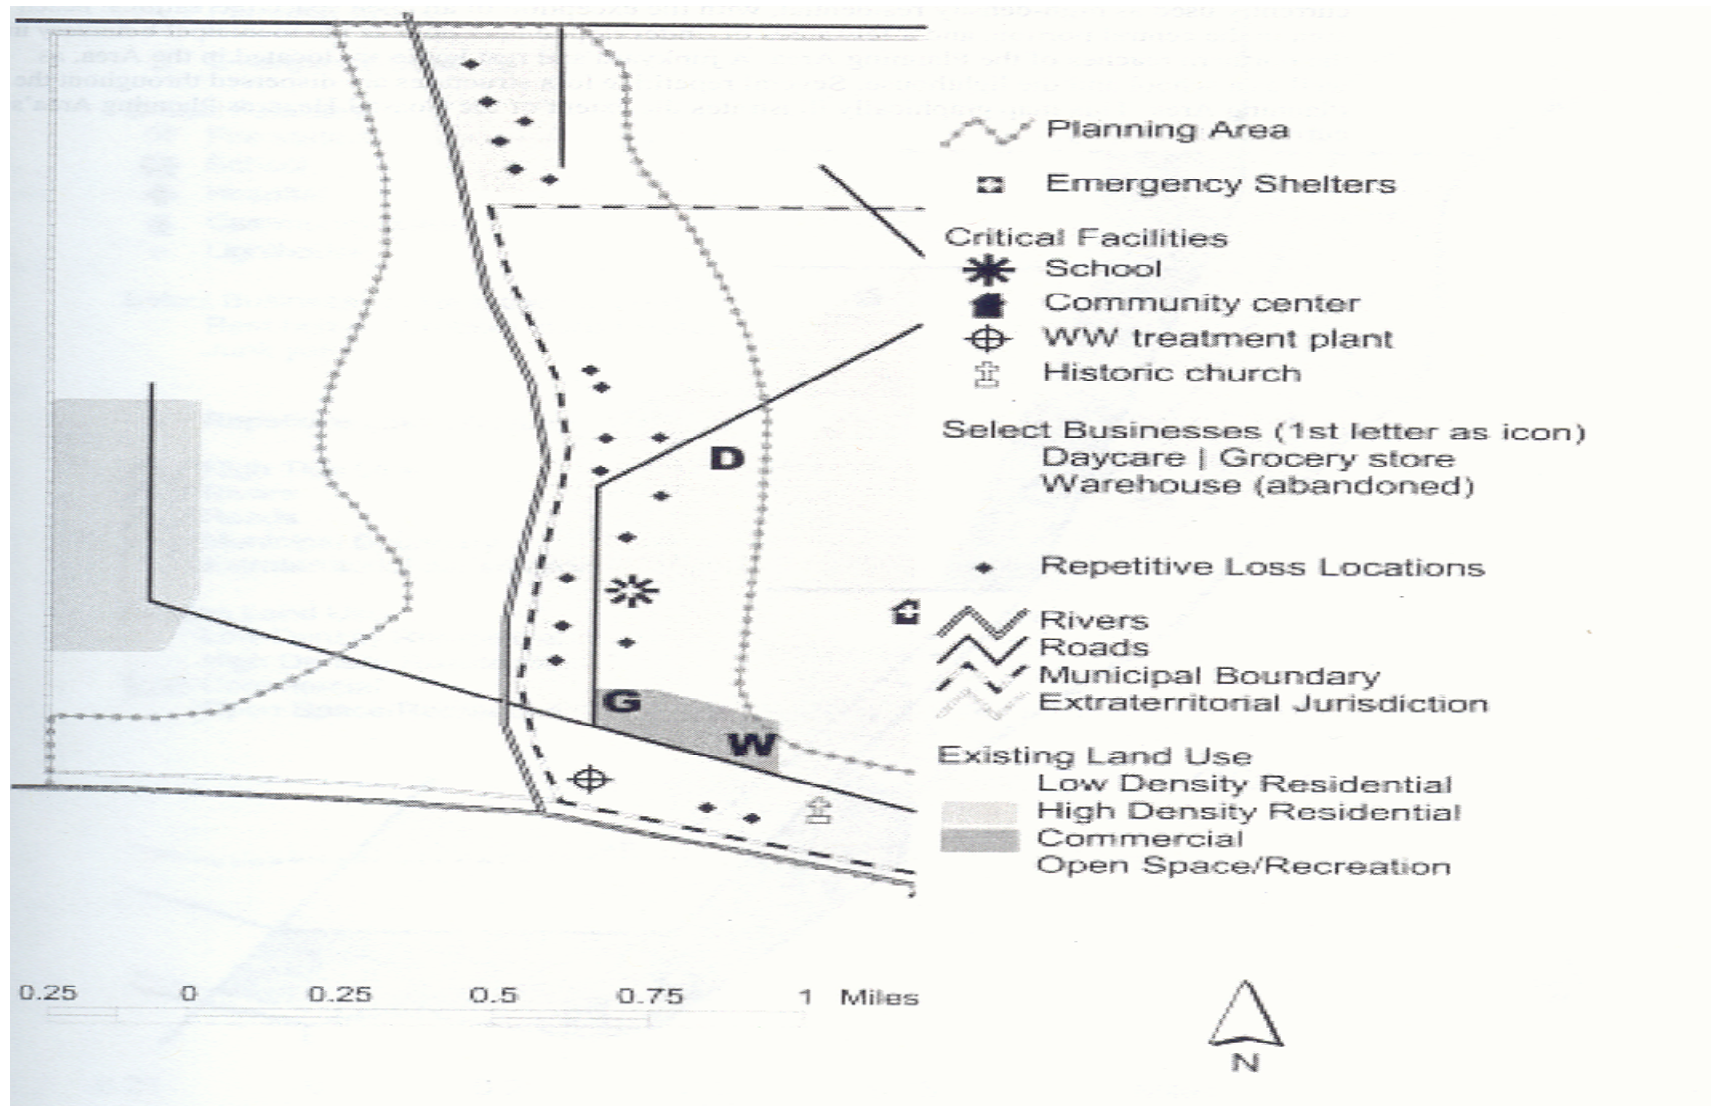 Planning Area
Emergency Shelters
Critical Facilities
School
Community center
WW treatment plant
Historic church
Select Businesses (1st letter as icon)
Daycare | Grocery store
Warehouse (abandoned)
Repetitive Loss Locations
Rivers
Roads
Municipal Boundary
Extraterritorial Jurisdiction
Existing Land Use
Low Density Residential
High Density Residential
Commercial
Open Space/Recreation
D
G
W
0.25 0 0.25 0.5 0.75 1 Miles
N